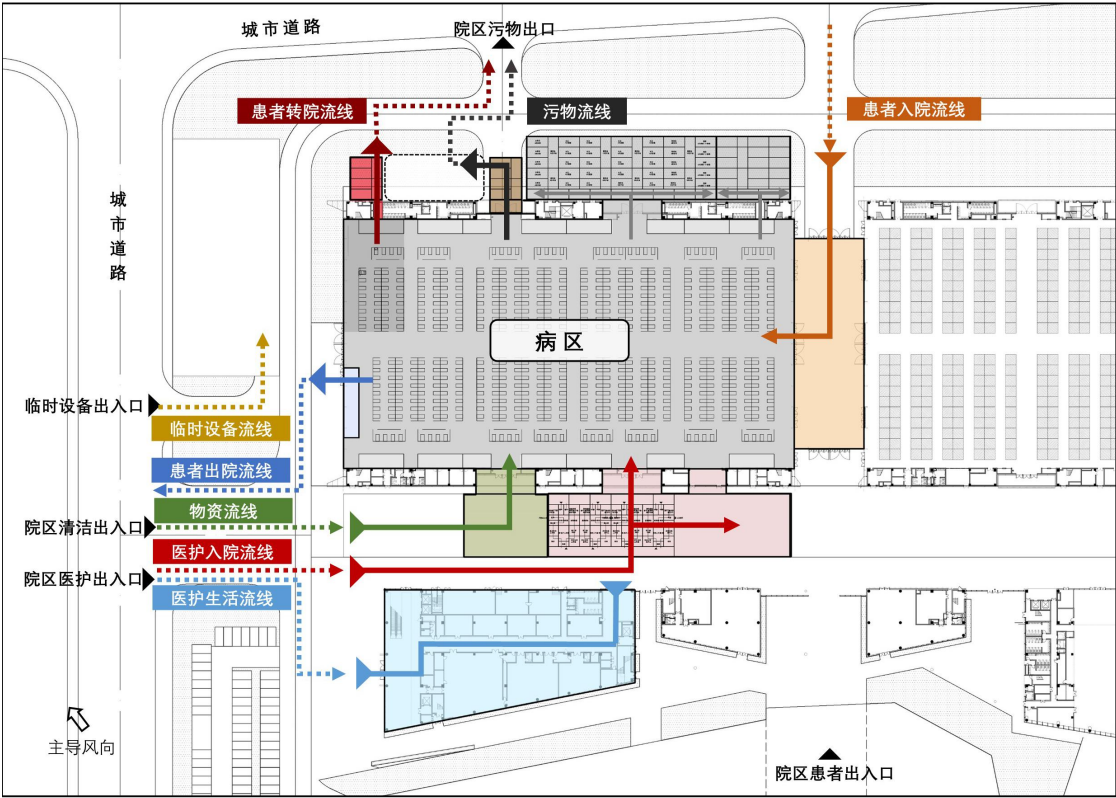 城市道路
院区污物出口
患者转院流线
污物流线
患者入院流线
城市道路
病区
临时设备出入口
临时设备流线
患者出院流线
物资流线
院区清洁出入口
医护入院流线
院区医护出入口
医护生活流线
主导风向
院区患者出入口